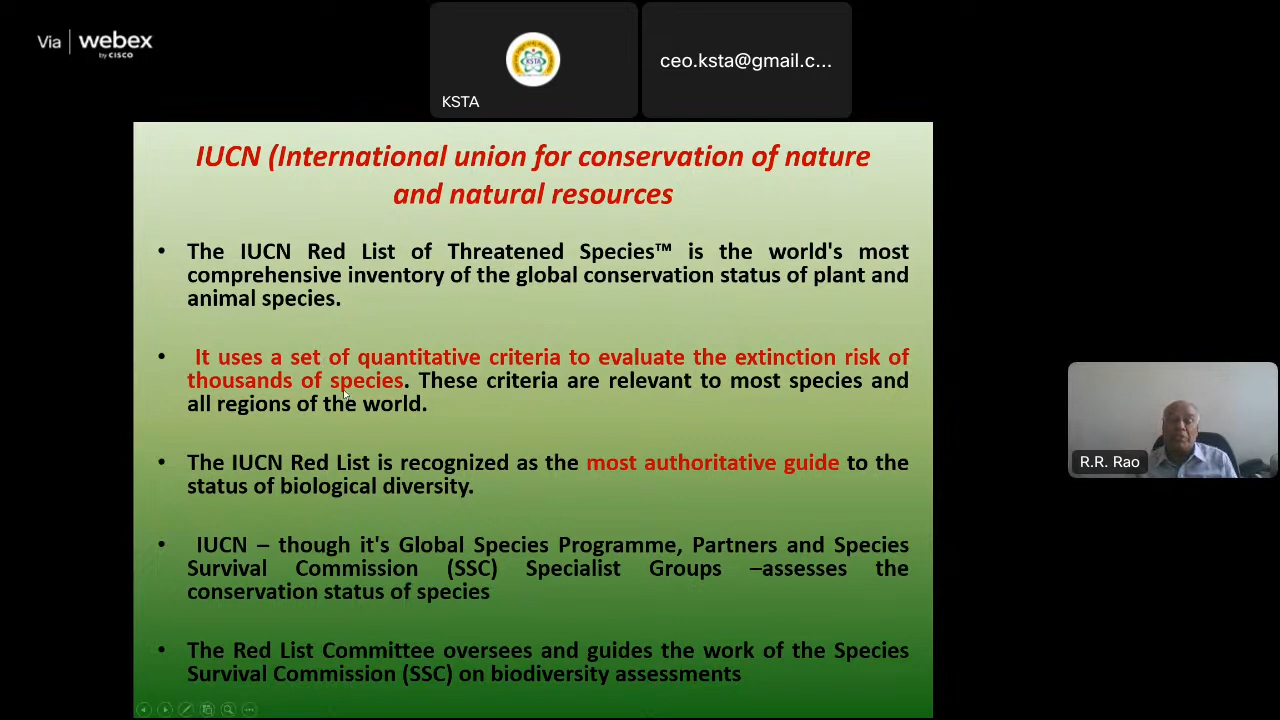 Via webex
by CISCO
KSTA
KSTA
ceo.ksta@gmail.c...
IUCN (International union for conservation of nature
and natural resources
• The IUCN Red List of Threatened Species™ is the world's most
comprehensive inventory of the global conservation status of plant and
animal species.
• It uses a set of quantitative criteria to evaluate the extinction risk of
thousands of species. These criteria are relevant to most species and
all regions of the world.
• The IUCN Red List is recognized as the most authoritative guide to the
status of biological diversity.
• IUCN – though it's Global Species Programme, Partners and Species
Survival Commission (SSC) Specialist Groups –assesses the
conservation status of species
• The Red List Committee oversees and guides the work of the Species
Survival Commission (SSC) on biodiversity assessments
R.R. Rao